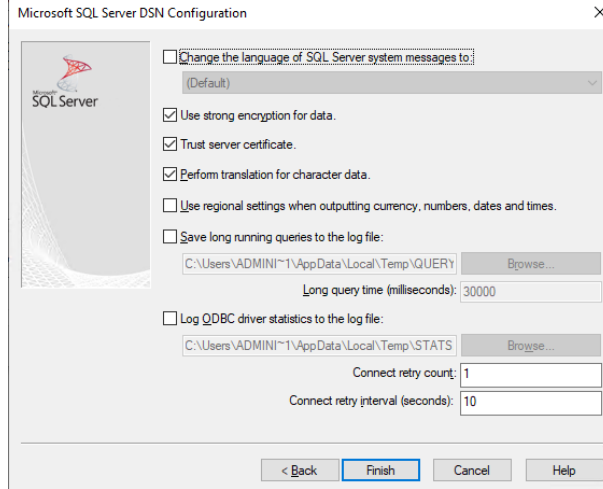 Microsoft SQL Server DSN Configuration
Microsoft
SQL Server
Change the language of SQL Server system messages to:
(Default)
Use strong encryption for data.
Trust server certificate.
Perform translation for character data.
Use regional settings when outputting currency, numbers, dates and times.
Save long running queries to the log file:
C:\Users\ADMINI~1\AppData\Local\Temp\QUERY Browse...
Long query time (milliseconds): 30000
Log ODBC driver statistics to the log file:
C:\Users\ADMINI~1\AppData\Local\Temp\STATS Browse...
Connect retry count: 1
Connect retry interval (seconds): 10
< Back Finish Cancel Help